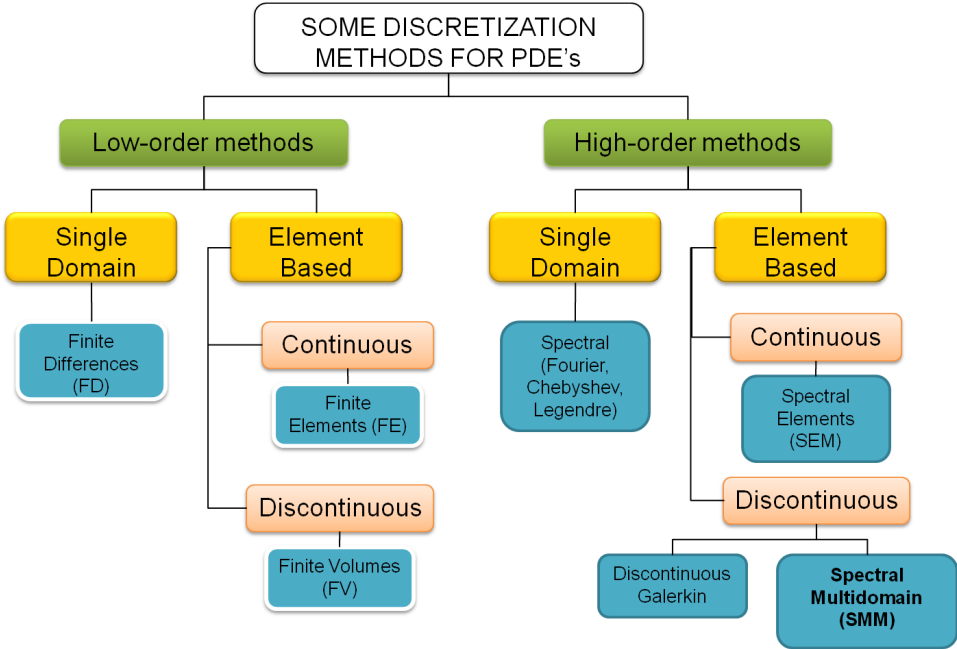 SOME DISCRETIZATION
METHODS FOR PDE's
Low-order methods
High-order methods
Single
Domain
Element
Based
Single
Domain
Element
Based
Finite
Differences
(FD)
Continuous
Finite
Elements (FE)
Discontinuous
Finite Volumes
(FV)
Spectral
(Fourier,
Chebyshev,
Legendre)
Continuous
Spectral
Elements
(SEM)
Discontinuous
Discontinuous
Galerkin
Spectral
Multidomain
(SMM)